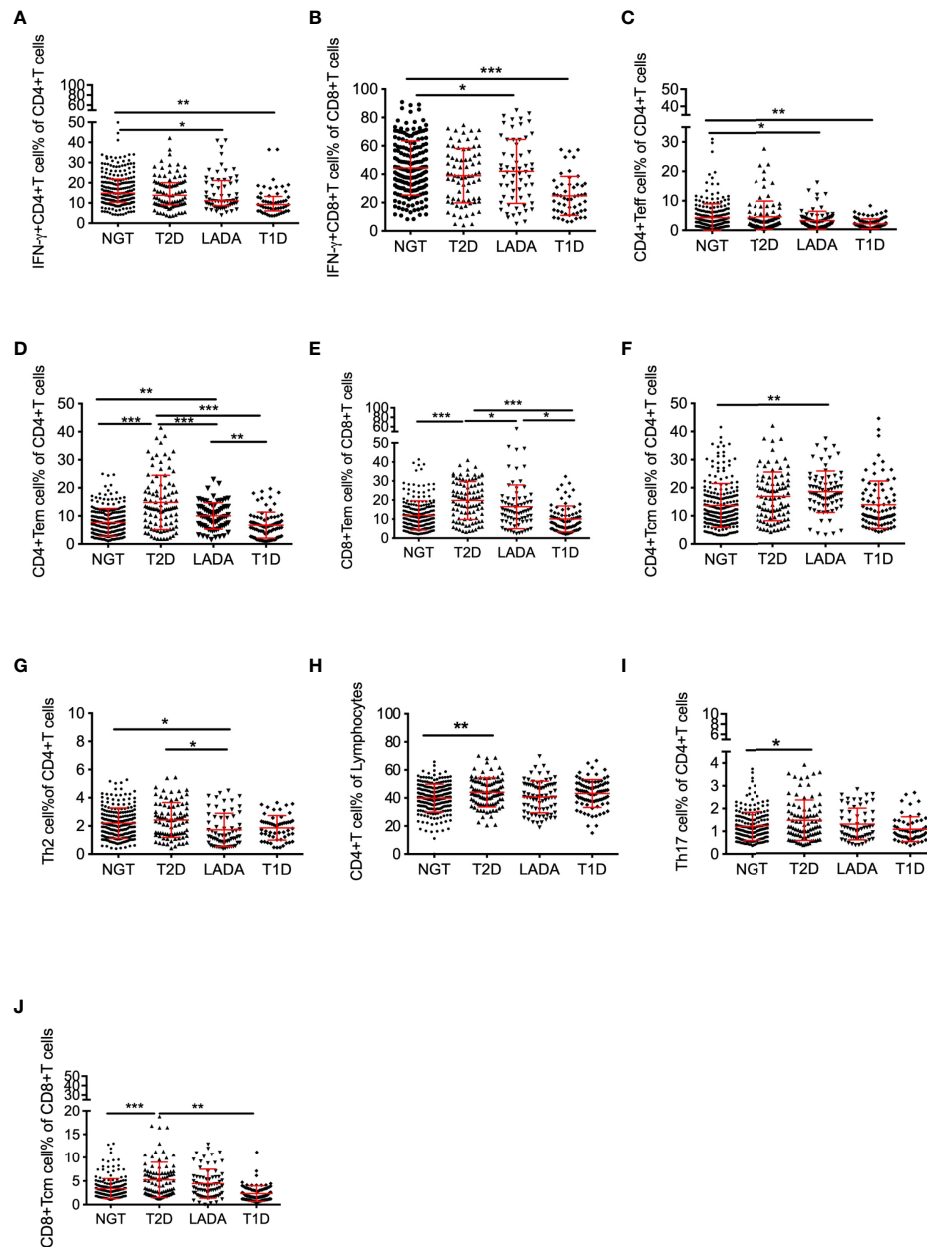 A
IFN-γ+CD4+T cell% of CD4+T cells
100
80
60
50
40
30
20
10
0
**
*
NGT T2D LADA T1D
B
IFN-γ+CD8+T cell% of CD8+T cells
100
80
60
40
20
0
***
*
NGT T2D LADA T1D
C
CD4+Teff cell% of CD4+T cells
50
40
30
20
10
0
**
*
NGT T2D LADA T1D
D
CD4+Tem cell% of CD4+T cells
50
40
30
20
10
0
**
***
*** ***
**
NGT T2D LADA T1D
E
CD8+Tem cell% of CD8+T cells
100
80
60
50
40
30
20
10
0
***
*** * *
NGT T2D LADA T1D
F
CD4+Tcm cell% of CD4+T cells
50
40
30
20
10
0
**
NGT T2D LADA T1D
G
Th2 cell%of CD4+T cells
10
8
6
4
2
0
*
*
NGT T2D LADA T1D
H
CD4+T cell% of Lymphocytes
100
80
60
40
20
0
**
NGT T2D LADA T1D
I
Th17 cell% of CD4+T cells
10
8
6
4
3
2
1
0
*
NGT T2D LADA T1D
J
CD8+Tcm cell% of CD8+T cells
50
40
30
20
15
10
5
0
*** **
NGT T2D LADA T1D